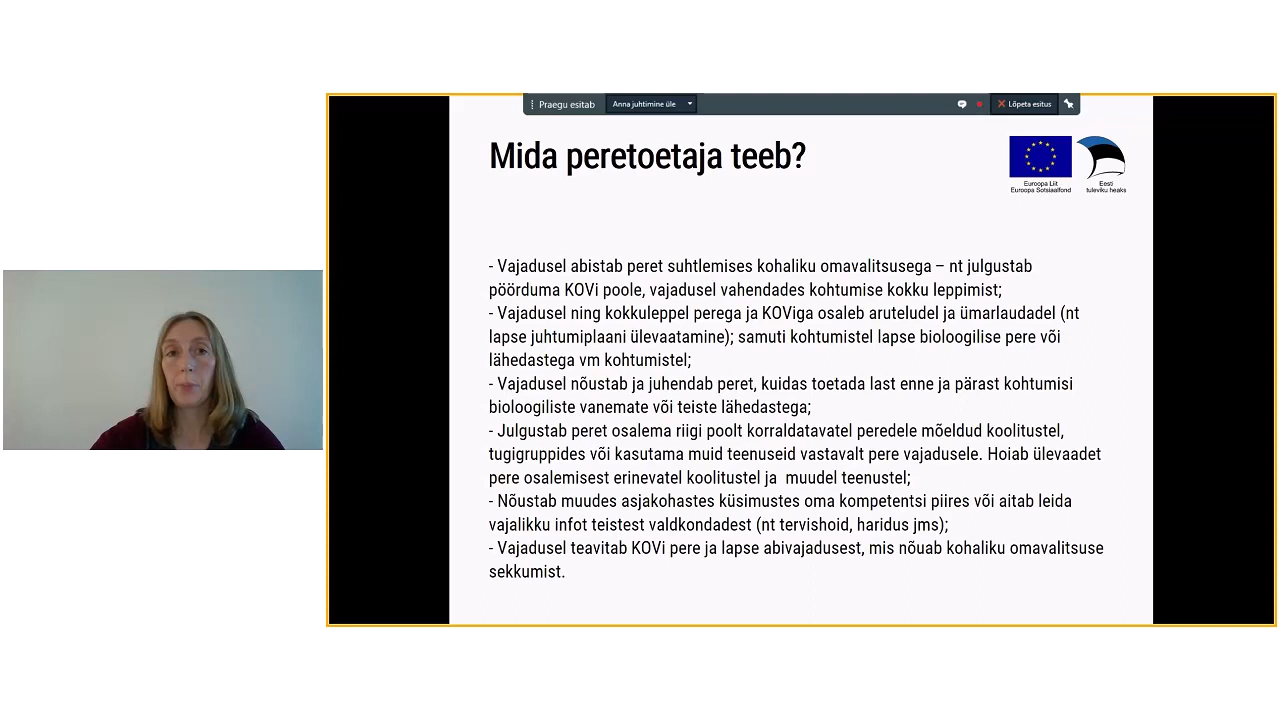 Praegu esitab
Anna juhtimine üle
Lõpeta esitus
Mida peretoetaja teeb?
Euroopa Liit
Euroopa Sotsiaalfond
Eesti
tuleviku heaks
- Vajadusel abistab peret suhtlemises kohaliku omavalitsusega – nt julgustab
pöörduma KOVi poole, vajadusel vahendades kohtumise kokku leppimist;
- Vajadusel ning kokkuleppel perega ja KOViga osaleb aruteludel ja ümarlaudadel (nt
lapse juhtumiplaani ülevaatamine); samuti kohtumistel lapse bioloogilise pere või
lähedastega vm kohtumistel;
- Vajadusel nõustab ja juhendab peret, kuidas toetada last enne ja pärast kohtumisi
bioloogiliste vanemate või teiste lähedastega;
- Julgustab peret osalema riigi poolt korraldatavatel peredele mõeldud koolitustel,
tugigruppides või kasutama muid teenuseid vastavalt pere vajadusele. Hoiab ülevaadet
pere osalemisest erinevatel koolitustel ja  muudel teenustel;
- Nõustab muudes asjakohastes küsimustes oma kompetentsi piires või aitab leida
vajalikku infot teistest valdkondadest (nt tervishoid, haridus jms);
- Vajadusel teavitab KOVi pere ja lapse abivajadusest, mis nõuab kohaliku omavalitsuse
sekkumist.